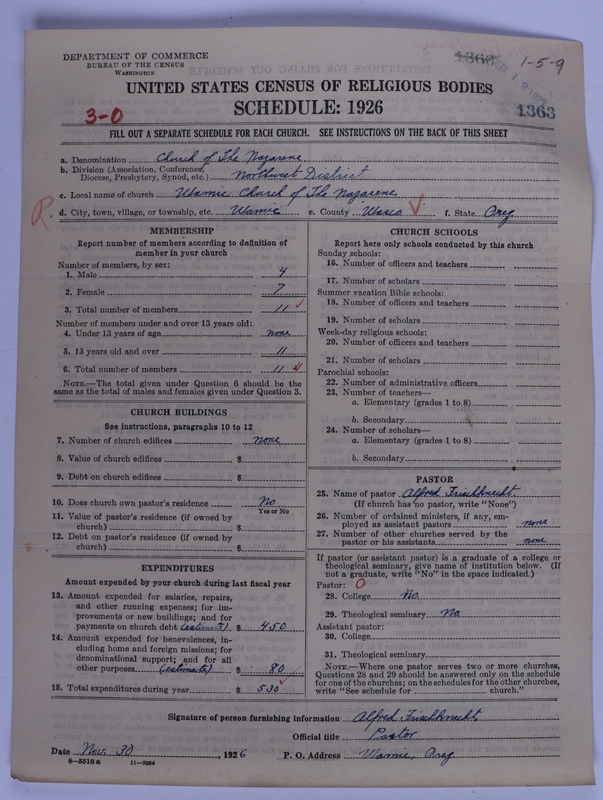 DEPARTMENT OF COMMERCE
BUREAU OF THE CENSUS
WASHINGTON
1360
1-5-9
UNITED STATES CENSUS OF RELIGIOUS BODIES
SCHEDULE: 1926
3-0
1363
FILL OUT A SEPARATE SCHEDULE FOR EACH CHURCH. SEE INSTRUCTIONS ON THE BACK OF THIS SHEET
a. Denomination Church of The Nazarene
b. Division (Association, Conference, Diocese, Presbytery, Synod, etc.) Northwest District
c. Local name of church Wamic Church of The Nazarene
R.
d. City, town, village, or township, etc. Wamic e. County Wasco f. State Oreg
MEMBERSHIP
Report number of members according to definition of
member in your church
Number of members, by sex:
1. Male 4
2. Female 7
3. Total number of members 11
Number of members under and over 13 years old:
4. Under 13 years of age none
5. 13 years old and over 11
6. Total number of members 11 4
NOTE.—The total given under Question 6 should be the
same as the total of males and females given under Question 3.
CHURCH BUILDINGS
See instructions, paragraphs 10 to 12
7. Number of church edifices none
8. Value of church edifices $
9. Debt on church edifices $
10. Does church own pastor's residence No
Yes or No
11. Value of pastor's residence (if owned by
church) $
12. Debt on pastor's residence (if owned by
church) $
EXPENDITURES
Amount expended by your church during last fiscal year
13. Amount expended for salaries, repairs,
and other running expenses; for im-
provements or new buildings; and for
payments on church debt (estimate) $ 450
14. Amount expended for benevolences, in-
cluding home and foreign missions; for
denominational support; and for all
other purposes (estimate) $ 80
15. Total expenditures during year $ 530
CHURCH SCHOOLS
Report here only schools conducted by this church
Sunday schools:
16. Number of officers and teachers
17. Number of scholars
Summer vacation Bible schools:
18. Number of officers and teachers
19. Number of scholars
Week-day religious schools:
20. Number of officers and teachers
21. Number of scholars
Parochial schools:
22. Number of administrative officers
23. Number of teachers—
a. Elementary (grades 1 to 8)
b. Secondary
24. Number of scholars—
a. Elementary (grades 1 to 8)
b. Secondary
PASTOR
25. Name of pastor Alfred Frischknecht
(If church has no pastor, write "None")
26. Number of ordained ministers, if any, em-
ployed as assistant pastors none
27. Number of other churches served by the
pastor or his assistants none
If pastor (or assistant pastor) is a graduate of a college or
theological seminary, give name of institution below. (If
not a graduate, write "No" in the space indicated.)
Pastor: 0
28. College No.
29. Theological seminary No.
Assistant pastor:
30. College
31. Theological seminary
NOTE.—Where one pastor serves two or more churches,
Questions 28 and 29 should be answered only on the schedule
for one of the churches; on the schedules for the other churches,
write "See schedule for church."
Signature of person furnishing information Alfred Frischknecht
Official title Pastor
Date Nov. 30, 1926 P. O. Address Wamic, Oreg
8-5518 a 11-9264